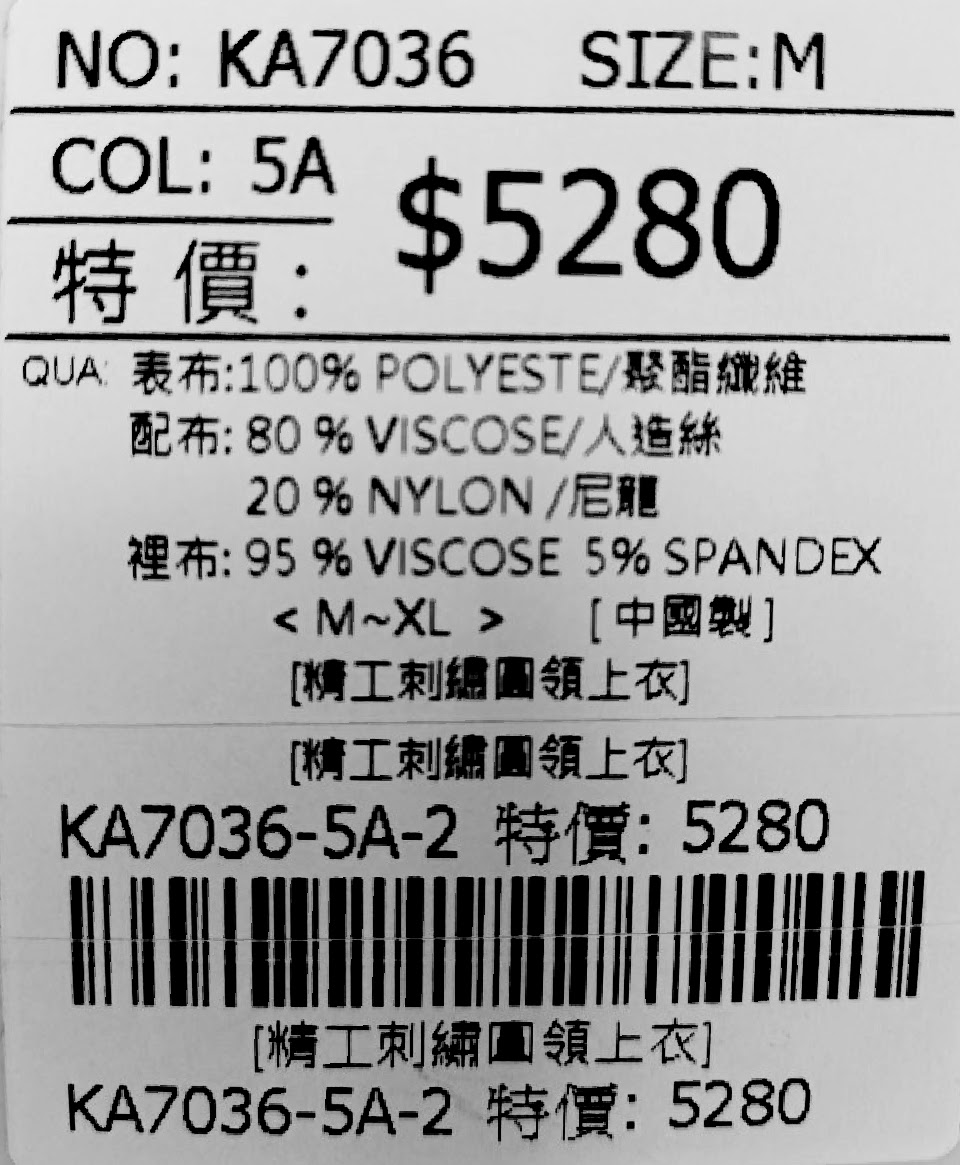 NO: KA7036 SIZE:M
COL: 5A
$5280
特價:
QUA: 表布:100% POLYESTE/聚酯纖維
配布: 80 % VISCOSE/人造絲
20 % NYLON /尼龍
裡布: 95 % VISCOSE 5% SPANDEX
< M~XL > [ 中國製 ]
[精工刺繡圓領上衣]
[精工刺繡圓領上衣]
KA7036-5A-2 特價: 5280
[精工刺繡圓領上衣]
KA7036-5A-2 特價: 5280